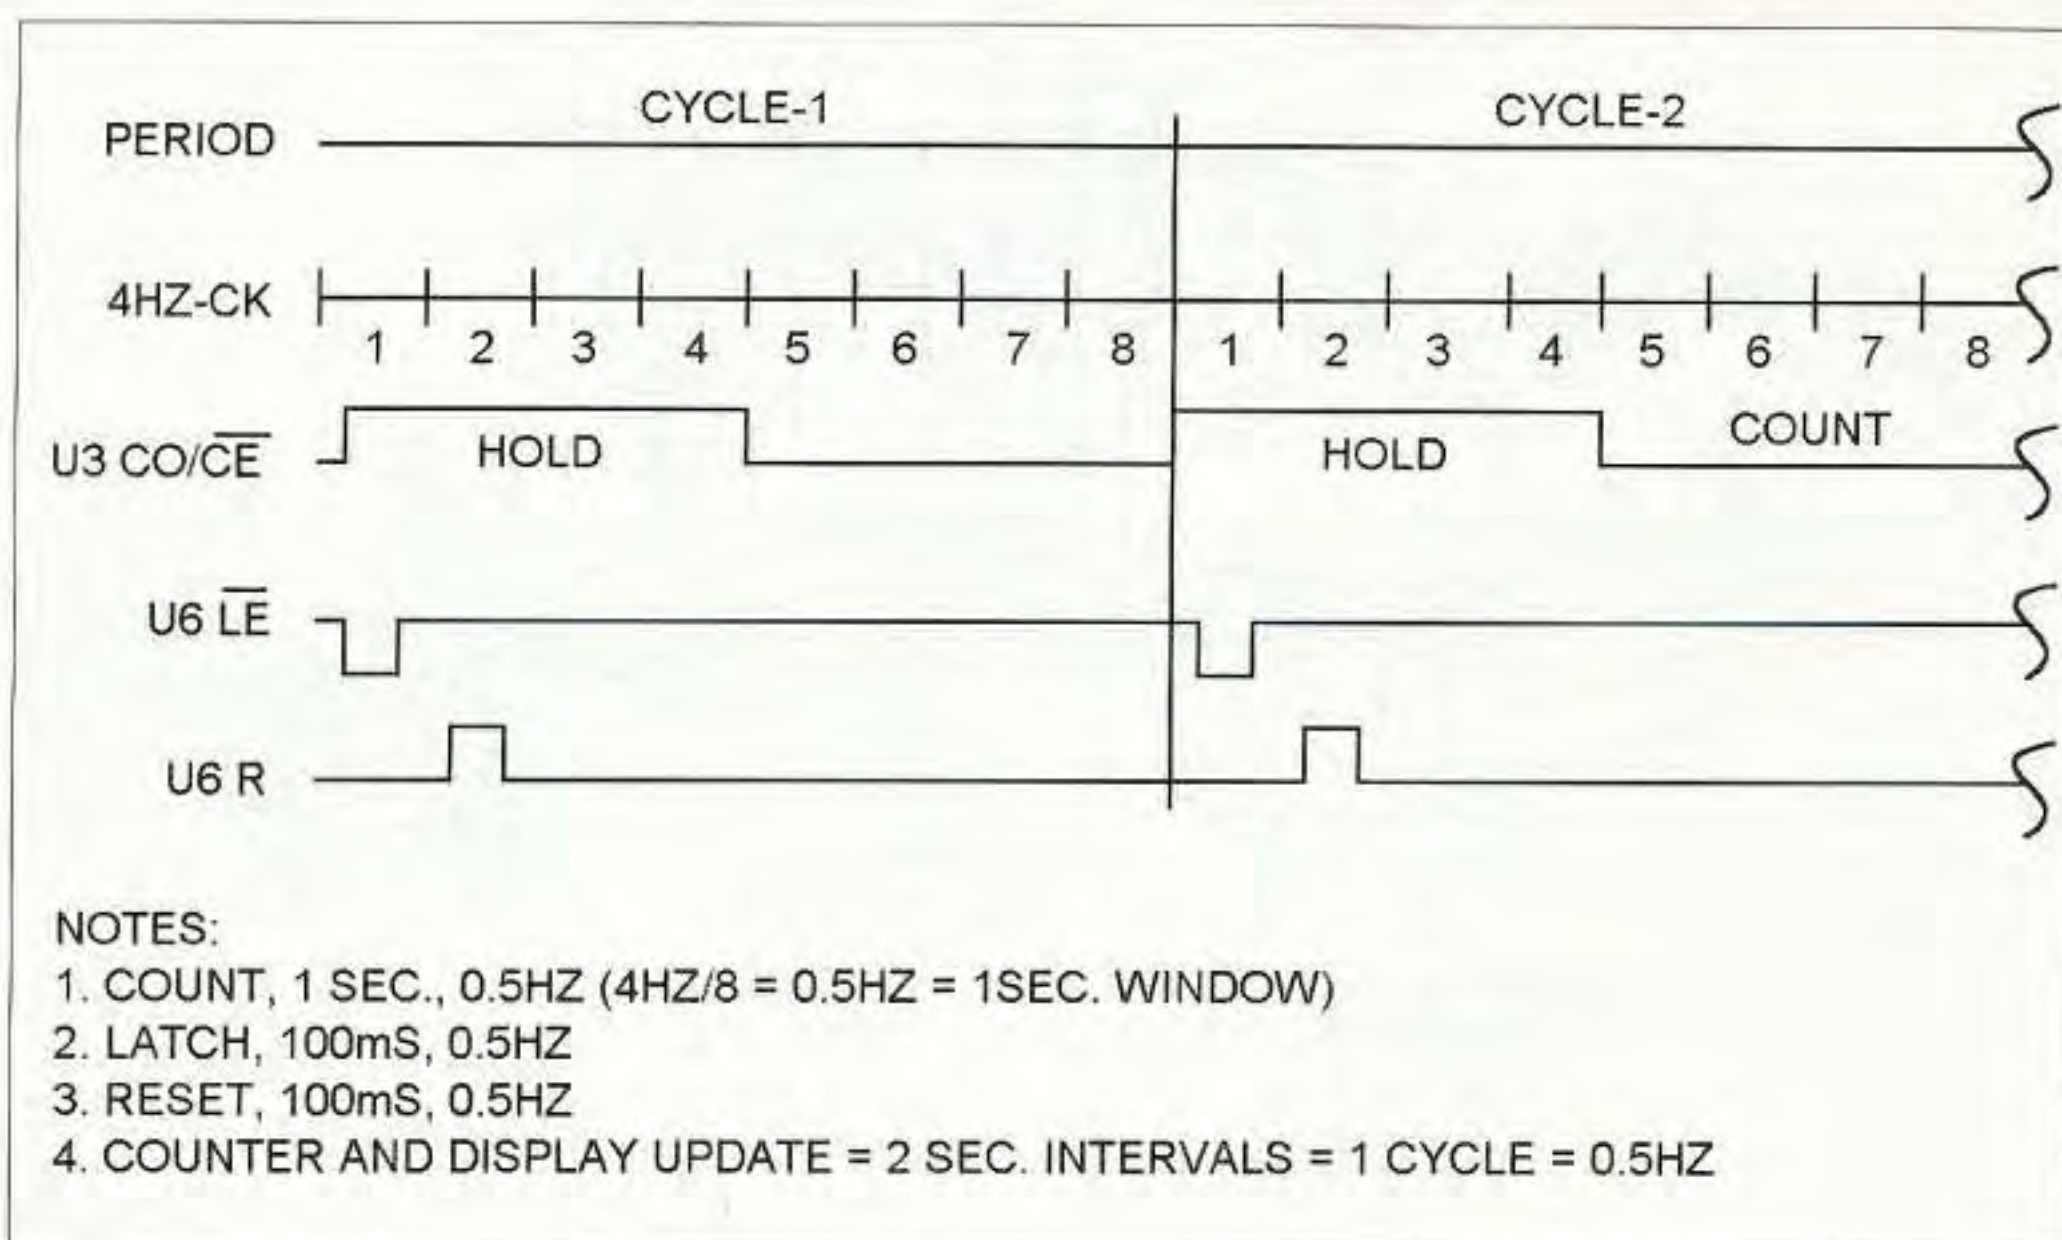 CYCLE-1 CYCLE-2
PERIOD
4HZ-CK
1 2 3 4 5 6 7 8 1 2 3 4 5 6 7 8
U3 CO/C̅E̅ HOLD HOLD COUNT
U6 L̅E̅
U6 R
NOTES:
1. COUNT, 1 SEC., 0.5HZ (4HZ/8 = 0.5HZ = 1SEC. WINDOW)
2. LATCH, 100mS, 0.5HZ
3. RESET, 100mS, 0.5HZ
4. COUNTER AND DISPLAY UPDATE = 2 SEC. INTERVALS = 1 CYCLE = 0.5HZ